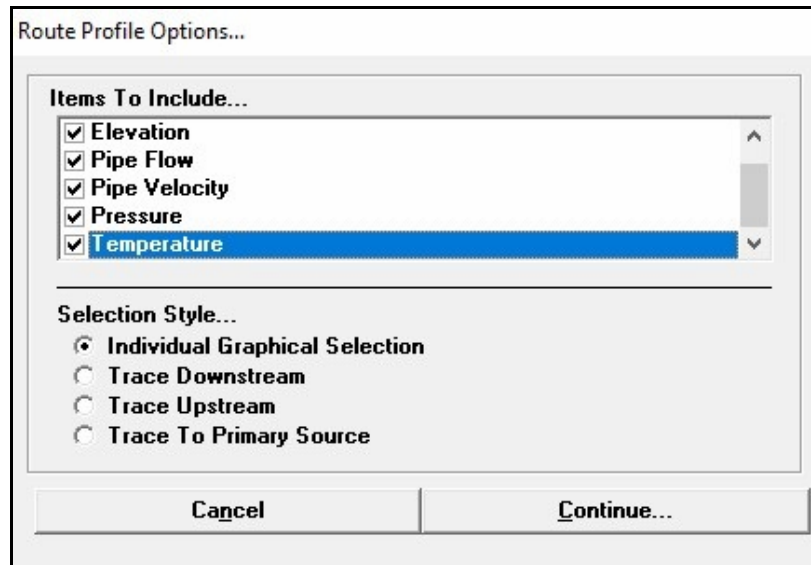 Route Profile Options...
Items To Include...
Elevation
Pipe Flow
Pipe Velocity
Pressure
Temperature
Selection Style...
Individual Graphical Selection
Trace Downstream
Trace Upstream
Trace To Primary Source
Cancel
Continue...